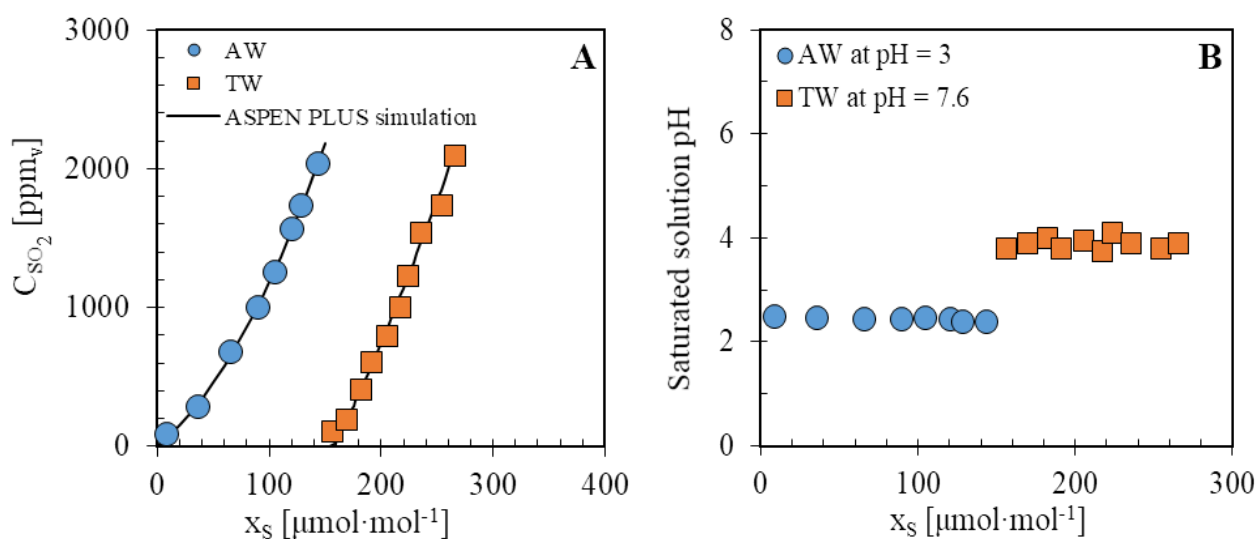 3000
2000
1000
0
C_SO₂ [ppm_v]
AW
TW
ASPEN PLUS simulation
A
0 100 200 300 400
x_S [μmol·mol⁻¹]
8
6
4
2
0
Saturated solution pH
AW at pH = 3
TW at pH = 7.6
B
0 100 200 300
x_S [μmol·mol⁻¹]